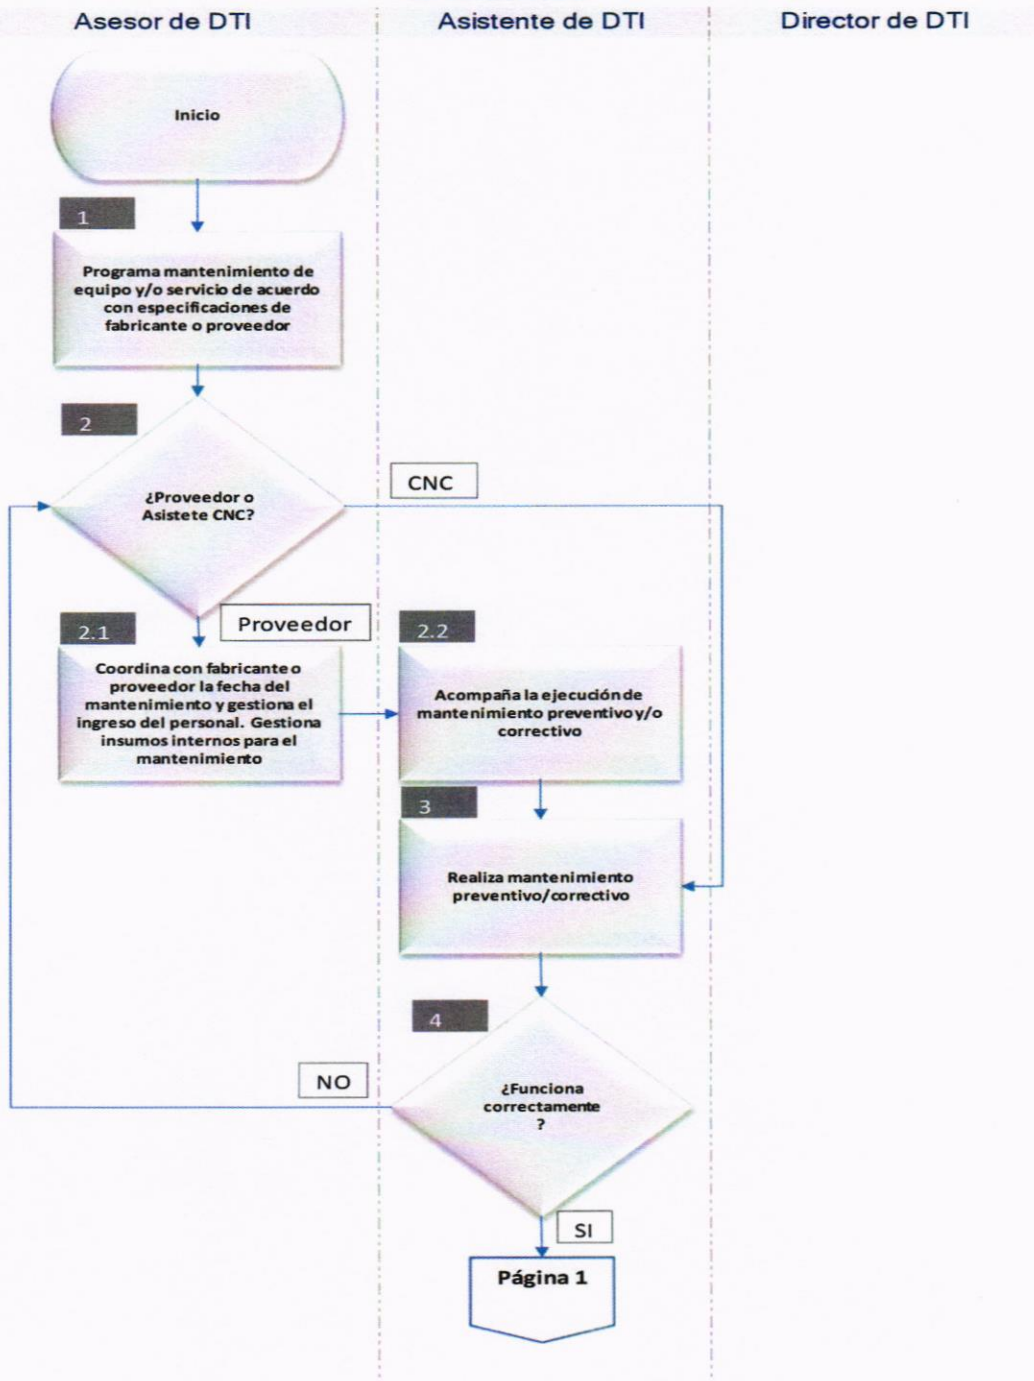 Asesor de DTI
Asistente de DTI
Director de DTI
Inicio
1
Programa mantenimiento de
equipo y/o servicio de acuerdo
con especificaciones de
fabricante o proveedor
2
¿Proveedor o
Asistete CNC?
CNC
Proveedor
2.1
Coordina con fabricante o
proveedor la fecha del
mantenimiento y gestiona el
ingreso del personal. Gestiona
insumos internos para el
mantenimiento
2.2
Acompaña la ejecución de
mantenimiento preventivo y/o
correctivo
3
Realiza mantenimiento
preventivo/correctivo
4
¿Funciona
correctamente
?
NO
SI
Página 1